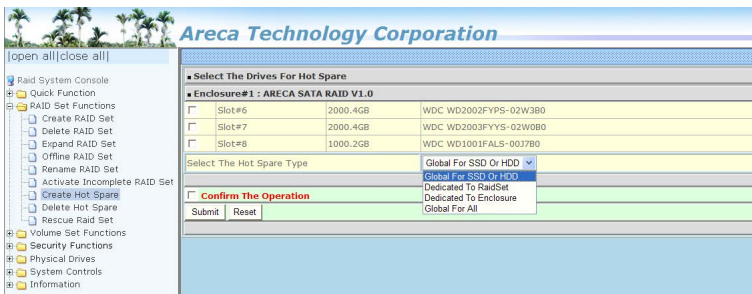 Areca Technology Corporation
|open all|close all|
Raid System Console
Quick Function
RAID Set Functions
Create RAID Set
Delete RAID Set
Expand RAID Set
Offline RAID Set
Rename RAID Set
Activate Incomplete RAID Set
Create Hot Spare
Delete Hot Spare
Rescue Raid Set
Volume Set Functions
Security Functions
Physical Drives
System Controls
Information
Select The Drives For Hot Spare
Enclosure#1 : ARECA SATA RAID V1.0
Slot#6 2000.4GB WDC WD2002FYPS-02W3B0
Slot#7 2000.4GB WDC WD2003FYYS-02W0B0
Slot#8 1000.2GB WDC WD1001FALS-00J7B0
Select The Hot Spare Type Global For SSD Or HDD
Global For SSD Or HDD
Dedicated To RaidSet
Dedicated To Enclosure
Global For All
Confirm The Operation
Submit Reset